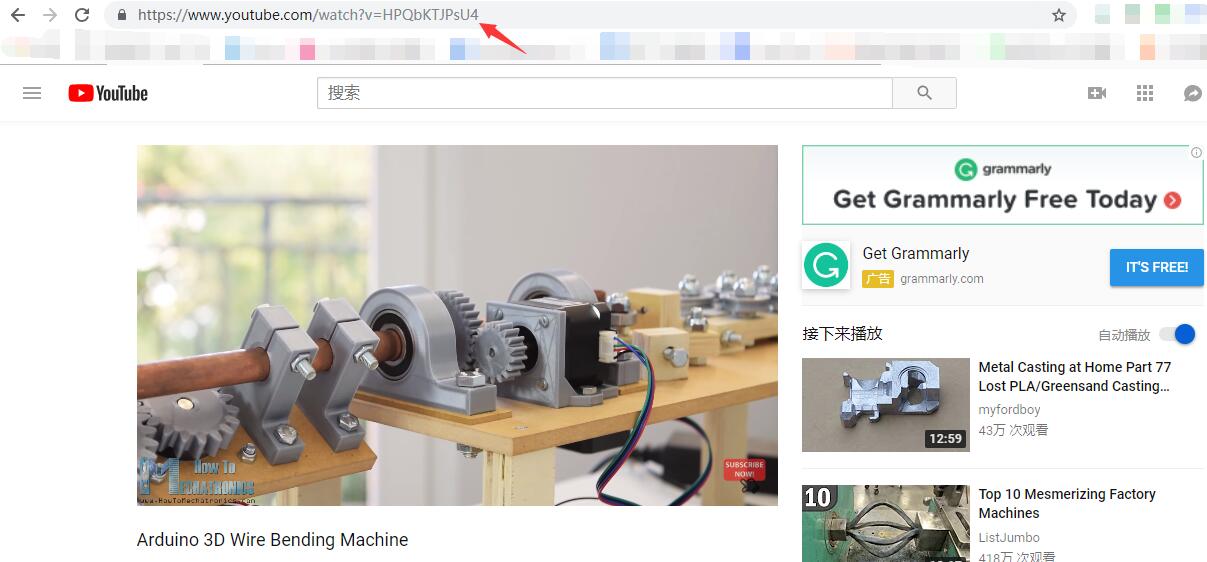 https://www.youtube.com/watch?v=HPQbKTJPsU4
YouTube
搜索
How To
MECHATRONICS
www.HowToMechatronics.com
SUBSCRIBE
NOW!
Arduino 3D Wire Bending Machine
grammarly
Get Grammarly Free Today
Get Grammarly
广告 grammarly.com
IT'S FREE!
接下来播放
自动播放
Metal Casting at Home Part 77
Lost PLA/Greensand Casting…
myfordboy
43万 次观看
12:59
10
Top 10 Mesmerizing Factory
Machines
ListJumbo
418万 次观看